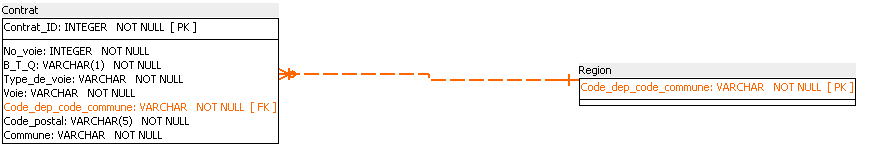 Contrat
Contrat_ID: INTEGER NOT NULL [ PK ]
No_voie: INTEGER NOT NULL
B_T_Q: VARCHAR(1) NOT NULL
Type_de_voie: VARCHAR NOT NULL
Voie: VARCHAR NOT NULL
Code_dep_code_commune: VARCHAR NOT NULL [ FK ]
Code_postal: VARCHAR(5) NOT NULL
Commune: VARCHAR NOT NULL
Region
Code_dep_code_commune: VARCHAR NOT NULL [ PK ]